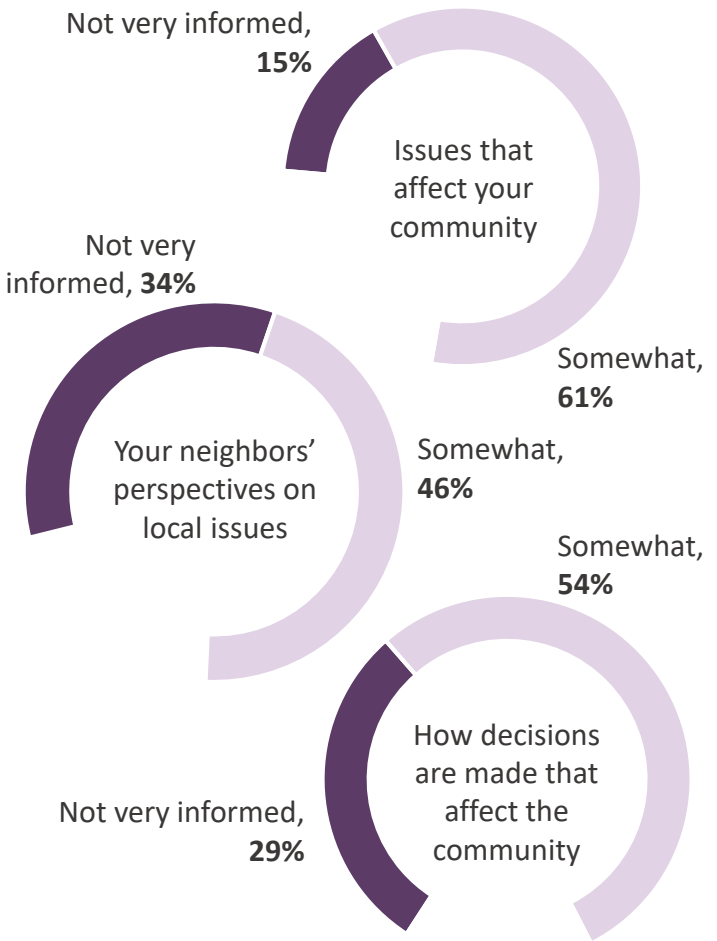 Not very informed,
15%
Issues that
affect your
community
Somewhat,
61%
Not very
informed, 34%
Your neighbors’
perspectives on
local issues
Somewhat,
46%
Somewhat,
54%
How decisions
are made that
affect the
community
Not very informed,
29%